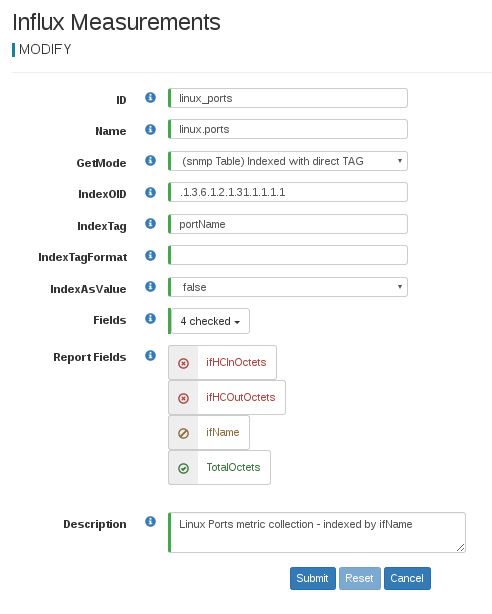 Influx Measurements
MODIFY
ID linux_ports
Name linux.ports
GetMode (snmp Table) Indexed with direct TAG
IndexOID .1.3.6.1.2.1.31.1.1.1.1
IndexTag portName
IndexTagFormat
IndexAsValue false
Fields 4 checked
Report Fields ifHCInOctets
ifHCOutOctets
ifName
TotalOctets
Description Linux Ports metric collection - indexed by ifName
Submit Reset Cancel